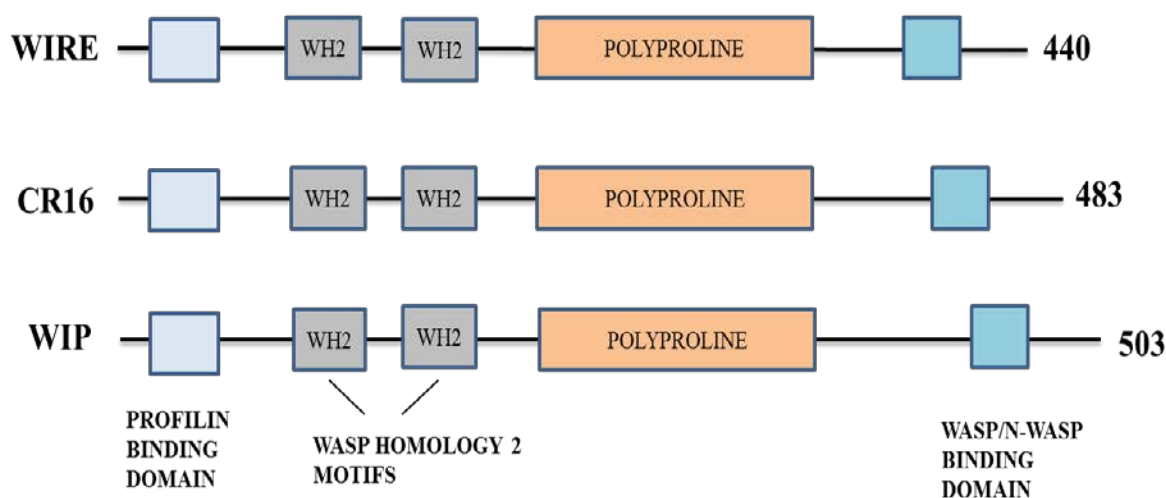 WIRE WH2 WH2 POLYPROLINE 440
CR16 WH2 WH2 POLYPROLINE 483
WIP WH2 WH2 POLYPROLINE 503
PROFILIN
BINDING
DOMAIN
WASP HOMOLOGY 2
MOTIFS
WASP/N-WASP
BINDING
DOMAIN